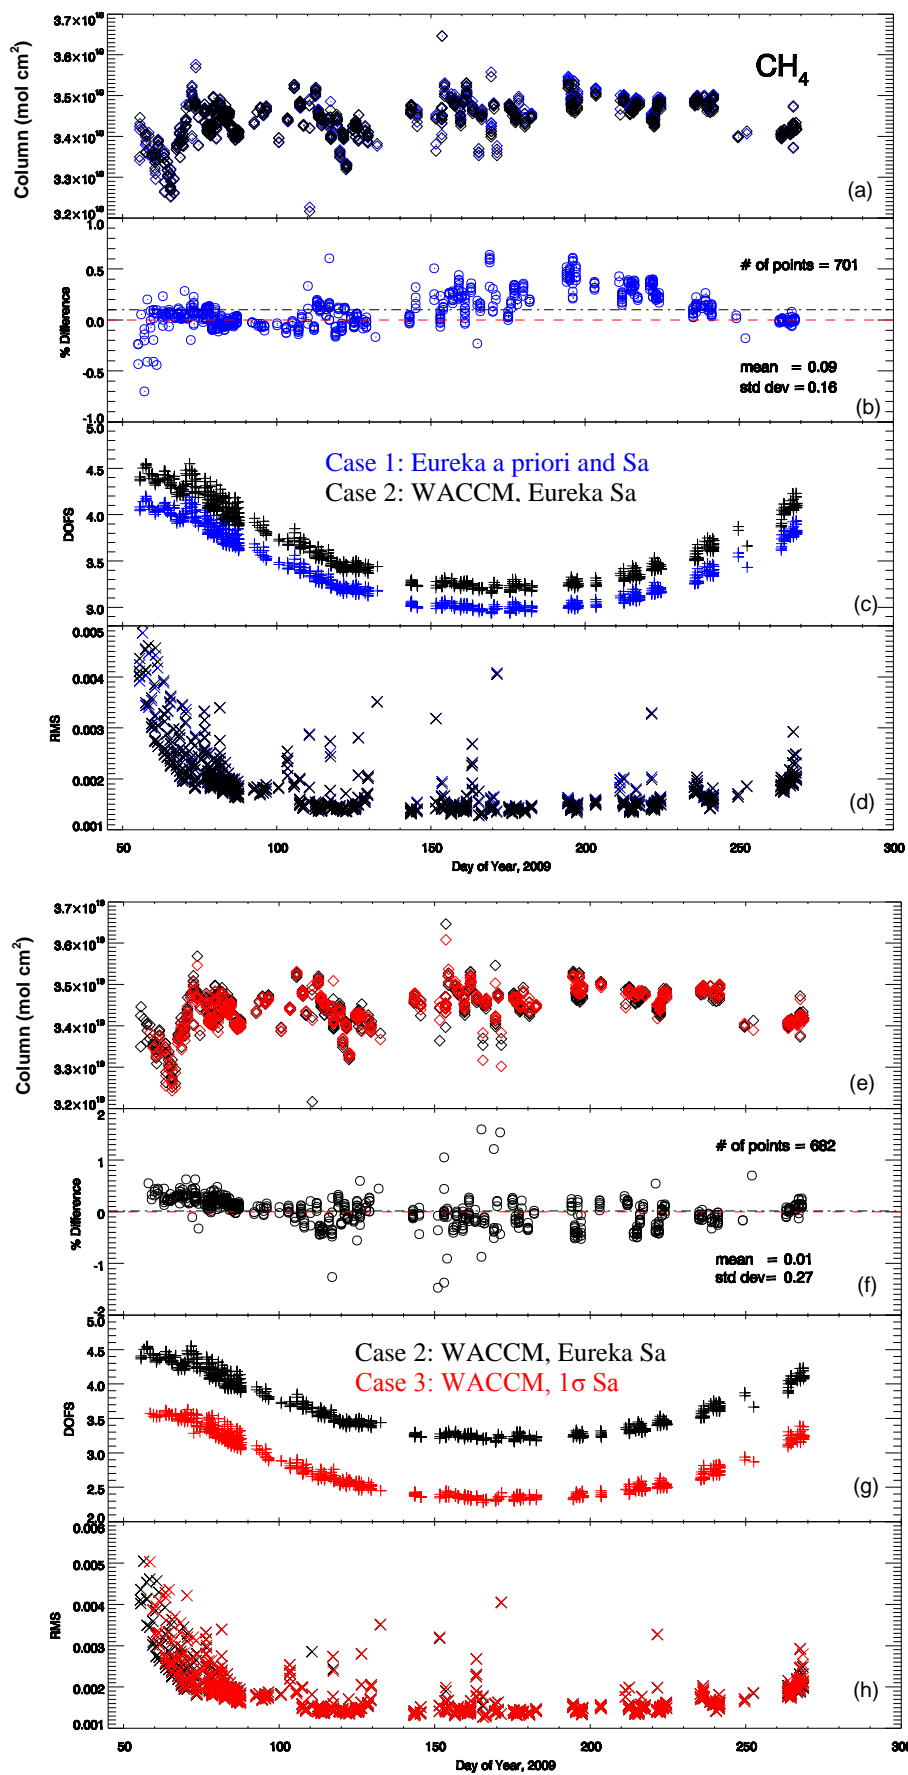 3.7×10¹⁹
3.6×10¹⁹
3.5×10¹⁹
3.4×10¹⁹
3.3×10¹⁹
3.2×10¹⁹
Column (mol cm²)
CH₄
(a)
1.0
0.5
0.0
-0.5
-1.0
% Difference
# of points = 701
mean = 0.09
std dev = 0.16
(b)
5.0
4.5
4.0
3.5
3.0
DOFS
Case 1: Eureka a priori and Sa
Case 2: WACCM, Eureka Sa
(c)
0.005
0.004
0.003
0.002
0.001
RMS
(d)
50 100 150 200 250 300
Day of Year, 2009
3.7×10¹⁹
3.6×10¹⁹
3.5×10¹⁹
3.4×10¹⁹
3.3×10¹⁹
3.2×10¹⁹
Column (mol cm²)
(e)
2
1
0
-1
-2
% Difference
# of points = 682
mean = 0.01
std dev= 0.27
(f)
5.0
4.5
4.0
3.5
3.0
2.5
2.0
DOFS
Case 2: WACCM, Eureka Sa
Case 3: WACCM, 1σ Sa
(g)
0.006
0.005
0.004
0.003
0.002
0.001
RMS
(h)
50 100 150 200 250 300
Day of Year, 2009